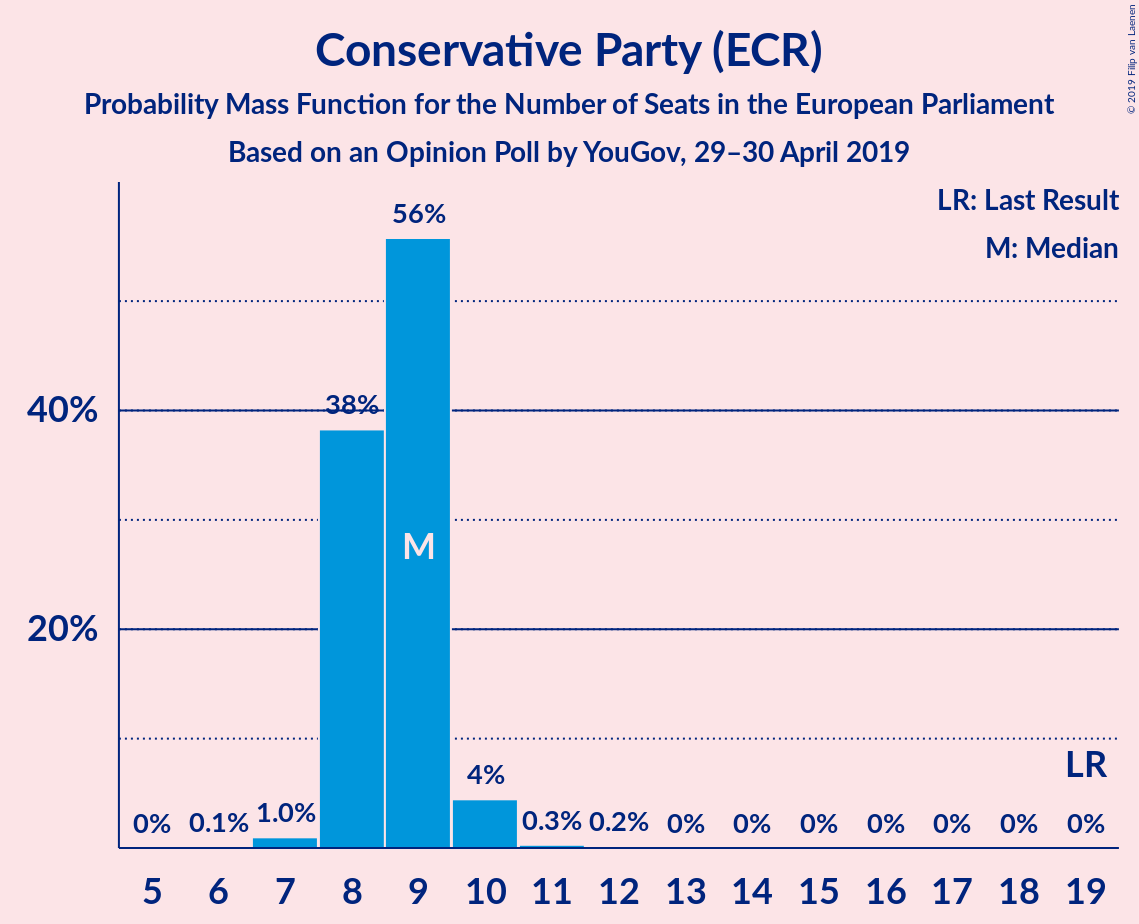 Conservative Party (ECR)
Probability Mass Function for the Number of Seats in the European Parliament
Based on an Opinion Poll by YouGov, 29–30 April 2019
© 2019 Filip van Laenen
LR: Last Result
M: Median
56%
40%
38%
M
20%
4%
LR
0% 0.1% 1.0% 0.3% 0.2% 0% 0% 0% 0% 0% 0% 0%
5 6 7 8 9 10 11 12 13 14 15 16 17 18 19